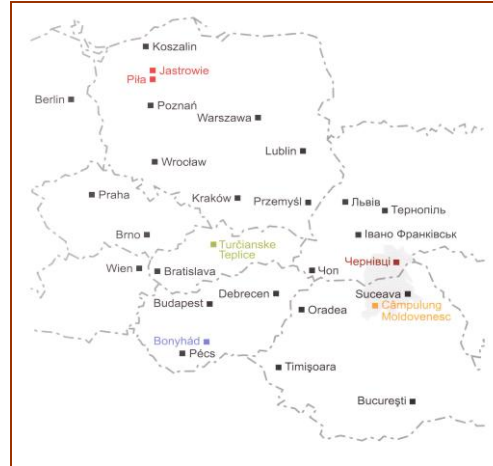 Koszalin
Jastrowie
Piła
Berlin
Poznań
Warszawa
Lublin
Wrocław
Praha
Kraków
Przemyśl
Львів
Тернопіль
Brno
Turčianske
Teplice
Івано Франківськ
Чернівці
Wien
Bratislava
Чоп
Debrecen
Suceava
Budapest
Oradea
Câmpulung
Moldovenesc
Bonyhád
Pécs
Timişoara
Bucureşti